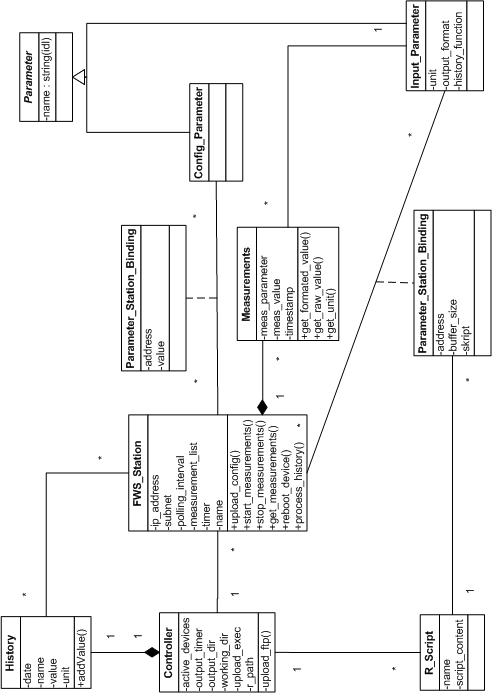 Parameter
-name : string(idl)
Config_Parameter
Input_Parameter
-unit
-output_format
-history_function
1
*
*
*
Parameter_Station_Binding
-address
-value
Measurements
-meas_parameter
-meas_value
-timestamp
+get_formated_value()
+get_raw_value()
+get_unit()
Parameter_Station_Binding
-address
-buffer_size
-skript
*
*
1
*
FWS_Station
-ip_address
-subnet
-polling_interval
-measurement_list
-timer
-name
+upload_config()
+start_measurements()
+stop_measurements()
+get_measurements()
+reboot_device()
+process_history()
*
*
*
*
1
1
1
1
History
-date
-name
-value
-unit
+addValue()
Controller
-active_devices
-output_timer
-output_dir
-working_dir
-upload_exec
-r_path
+upload_ftp()
1
*
R_Script
-name
-script_content